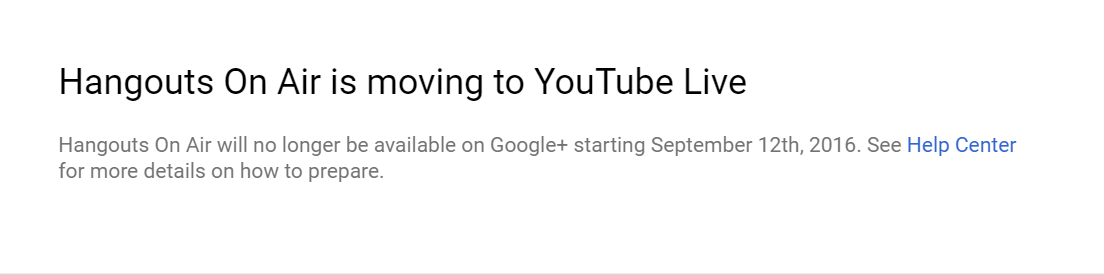 Hangouts On Air is moving to YouTube Live
Hangouts On Air will no longer be available on Google+ starting September 12th, 2016. See Help Center
for more details on how to prepare.